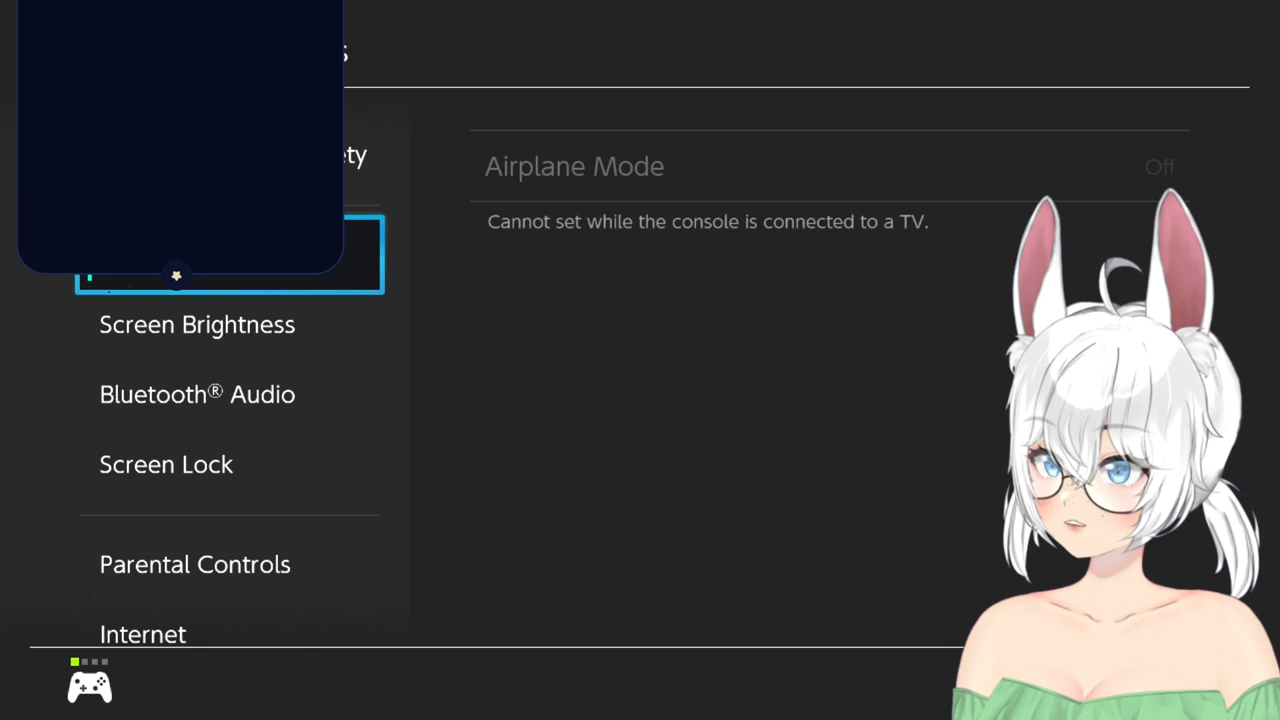 Airplane Mode Off
Cannot set while the console is connected to a TV.
Screen Brightness
Bluetooth® Audio
Screen Lock
Parental Controls
Internet